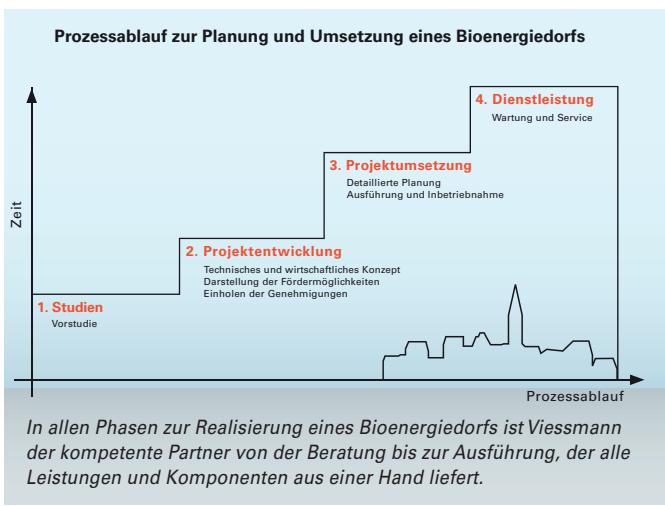 Prozessablauf zur Planung und Umsetzung eines Bioenergiedorfs
4. Dienstleistung
Wartung und Service
3. Projektumsetzung
Detaillierte Planung
Ausführung und Inbetriebnahme
Zeit
2. Projektentwicklung
Technisches und wirtschaftliches Konzept
Darstellung der Fördermöglichkeiten
Einholen der Genehmigungen
1. Studien
Vorstudie
Prozessablauf
In allen Phasen zur Realisierung eines Bioenergiedorfs ist Viessmann
der kompetente Partner von der Beratung bis zur Ausführung, der alle
Leistungen und Komponenten aus einer Hand liefert.